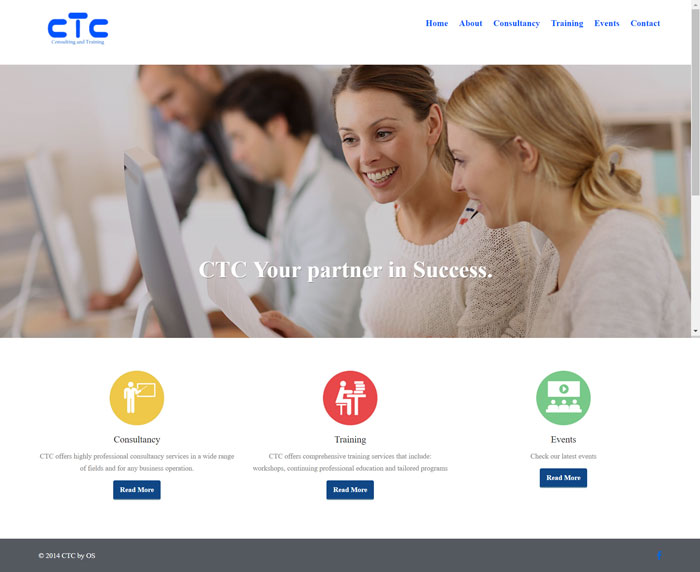 CTC
Consulting and Training
Home About Consultancy Training Events Contact
CTC Your partner in Success.
Consultancy
CTC offers highly professional consultancy services in a wide range
of fields and for any business operation.
Read More
Training
CTC offers comprehensive training services that include:
workshops, continuing professional education and tailored programs
Read More
Events
Check our latest events
Read More
© 2014 CTC by OS